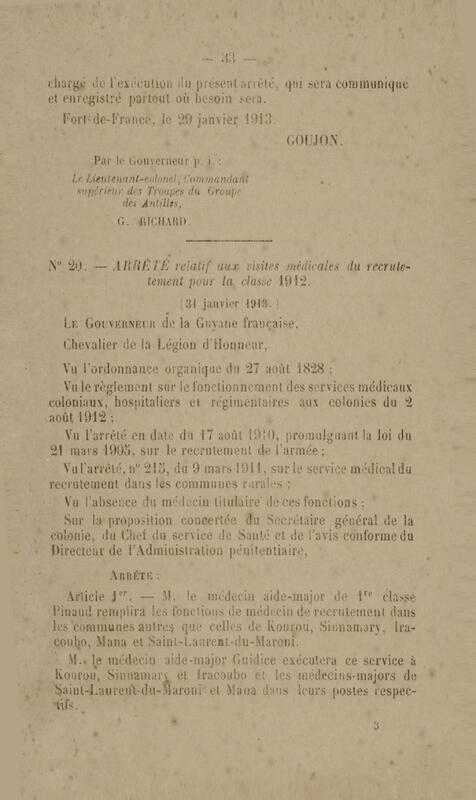 — 33 —
chargé de l'exécution du présent arrêté, qui sera communiqué
et enregistré partout où besoin sera.
Fort-de-France, le 29 janvier 1913.
GOUJON.
Par le Gouverneur p. i. :
Le Lieutenant-colonel, Commandant
supérieur des Troupes du Groupe
des Antilles,
G. RICHARD.
N° 20. — ARRÊTÉ relatif aux visites médicales du recrute-
tement pour la classe 1912.
(31 janvier 1913.)
LE GOUVERNEUR de la Guyane française,
Chevalier de la Légion d'Honneur,
Vu l'ordonnance organique du 27 août 1828 ;
Vu le règlement sur le fonctionnement des services médicaux
coloniaux, hospitaliers et régimentaires aux colonies du 2
août 1912 ;
Vu l'arrêté en date du 17 août 1910, promulguant la loi du
21 mars 1905, sur le recrutement de l'armée ;
Vu l'arrêté, n° 215, du 9 mars 1911, sur le service médical du
recrutement dans les communes rurales ;
Vu l'absence du médecin titulaire de ces fonctions ;
Sur la proposition concertée du Secrétaire général de la
colonie, du Chef du service de Santé et de l'avis conforme du
Directeur de l'Administration pénitentiaire,
ARRÊTE :
Article 1er. — M. le médecin aide-major de 1re classe
Pinaud remplira les fonctions de médecin de recrutement dans
les communes autres que celles de Kourou, Sinnamary, Ira-
coubo, Mana et Saint-Laurent-du-Maroni.
M. le médecin aide-major Guidice exécutera ce service à
Kourou, Sinnamary et Iracoubo et les médecins-majors de
Saint-Laurent-du-Maroni et Mana dans leurs postes respec-
tifs.
3